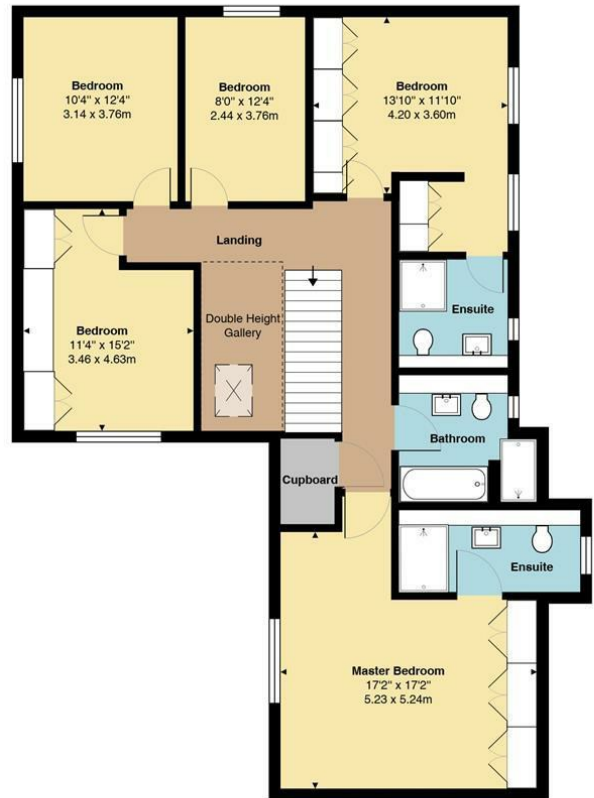 Bedroom
10'4" x 12'4"
3.14 x 3.76m
Bedroom
8'0" x 12'4"
2.44 x 3.76m
Bedroom
13'10" x 11'10"
4.20 x 3.60m
Landing
Double Height
Gallery
Ensuite
Bedroom
11'4" x 15'2"
3.46 x 4.63m
Bathroom
Cupboard
Ensuite
Master Bedroom
17'2" x 17'2"
5.23 x 5.24m